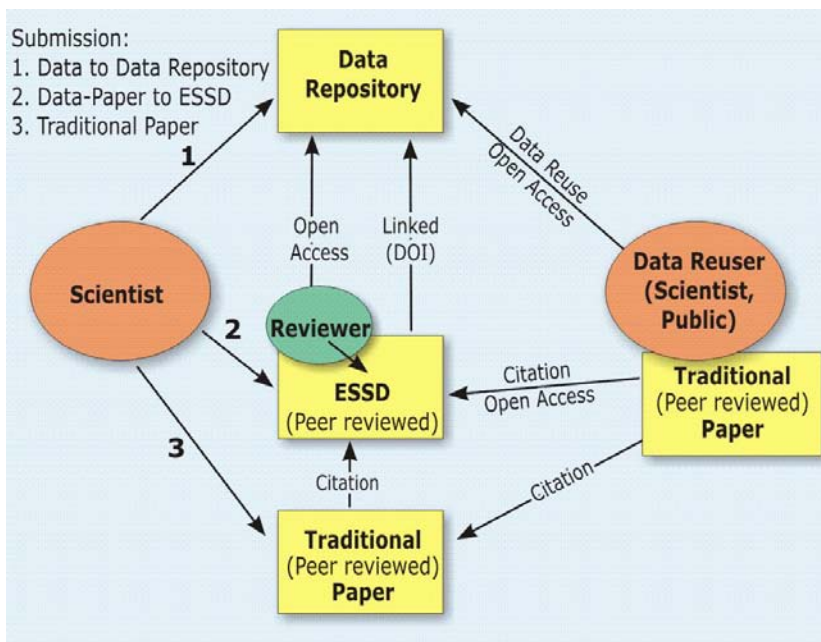 Submission:
1. Data to Data Repository
2. Data-Paper to ESSD
3. Traditional Paper
Data
Repository
1
Data Reuse
Open Access
Open
Access
Linked
(DOI)
Scientist
Data Reuser
(Scientist,
Public)
2
Reviewer
ESSD
(Peer reviewed)
Citation
Open Access
Traditional
(Peer reviewed)
Paper
3
Citation
Citation
Traditional
(Peer reviewed)
Paper